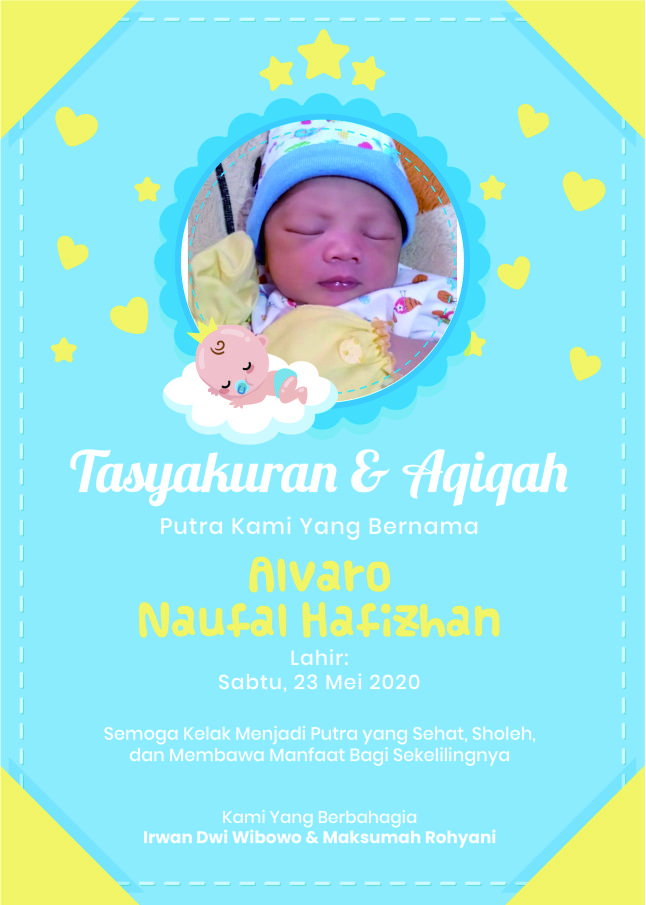 Tasyakuran & Aqiqah
Putra Kami Yang Bernama
Alvaro
Naufal Hafizhan
Lahir:
Sabtu, 23 Mei 2020
Semoga Kelak Menjadi Putra yang Sehat, Sholeh,
dan Membawa Manfaat Bagi Sekelilingnya
Kami Yang Berbahagia
Irwan Dwi Wibowo & Maksumah Rohyani